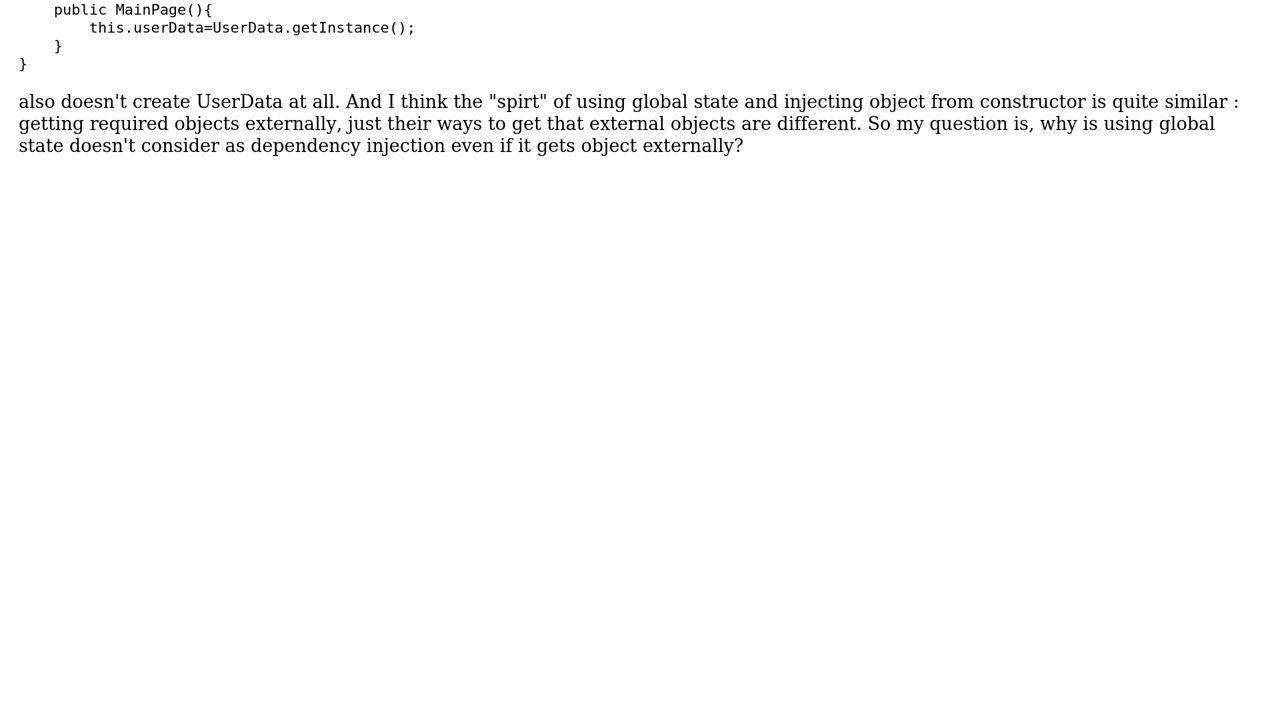 public MainPage(){
        this.userData=UserData.getInstance();
    }
}
also doesn't create UserData at all. And I think the "spirt" of using global state and injecting object from constructor is quite similar :
getting required objects externally, just their ways to get that external objects are different. So my question is, why is using global
state doesn't consider as dependency injection even if it gets object externally?